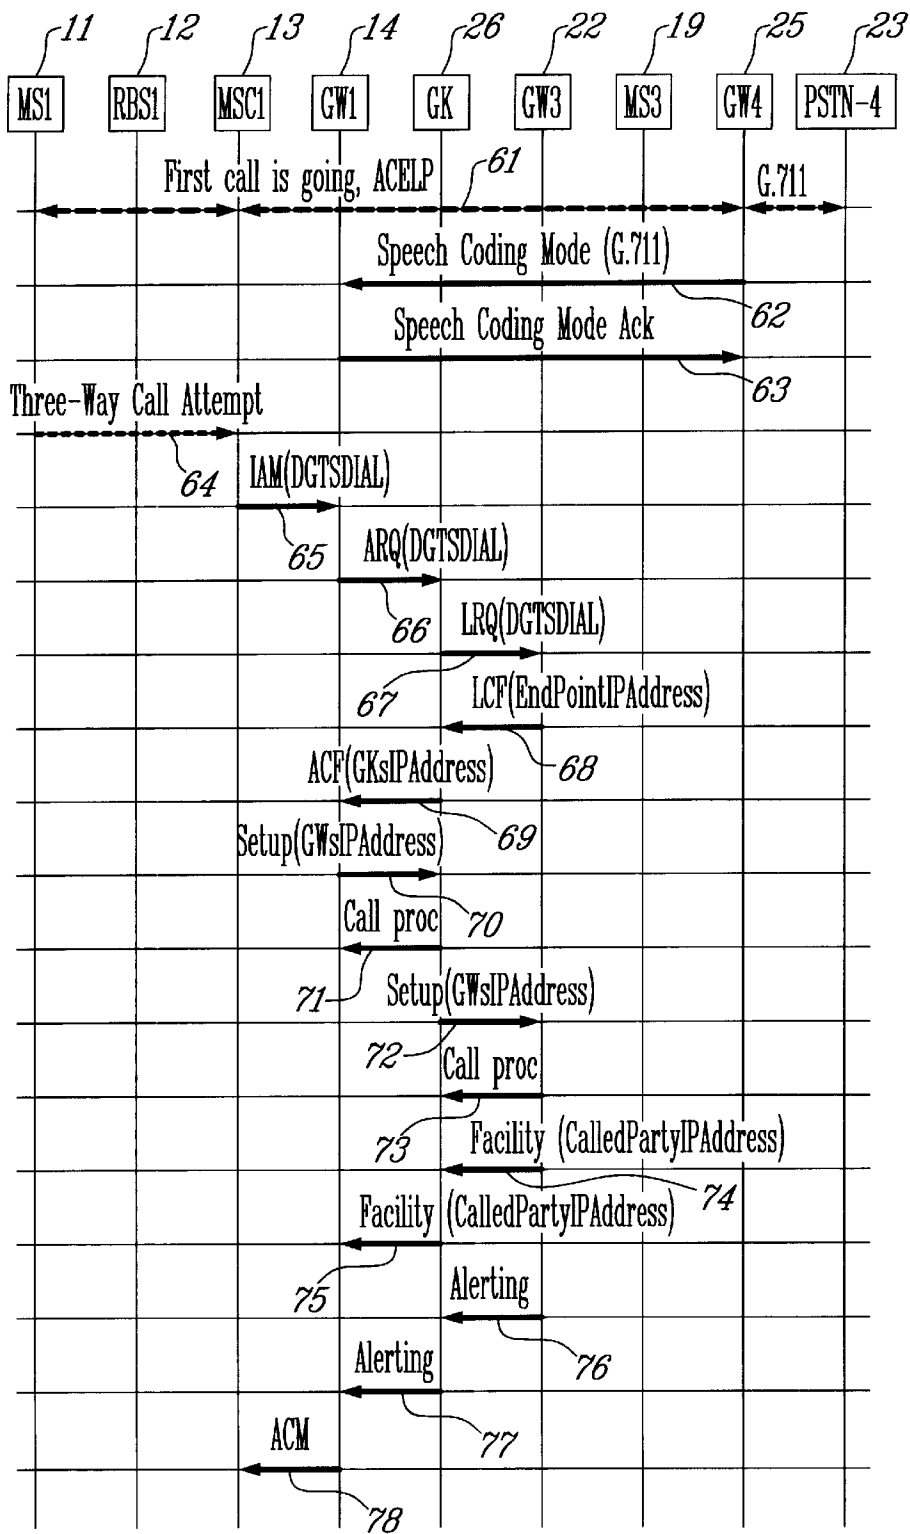 11 12 13 14 26 22 19 25 23
MS1 RBS1 MSC1 GW1 GK GW3 MS3 GW4 PSTN-4
First call is going, ACELP 61 G.711
Speech Coding Mode (G.711)
62
Speech Coding Mode Ack
63
Three-Way Call Attempt
64
IAM(DGTSDIAL)
65
ARQ(DGTSDIAL)
66
LRQ(DGTSDIAL)
67
LCF(EndPointIPAddress)
68
ACF(GKsIPAddress)
69
Setup(GWsIPAddress)
70
Call proc
71
Setup(GWsIPAddress)
72
Call proc
73
Facility (CalledPartyIPAddress)
74
Facility (CalledPartyIPAddress)
75
Alerting
76
Alerting
77
ACM
78